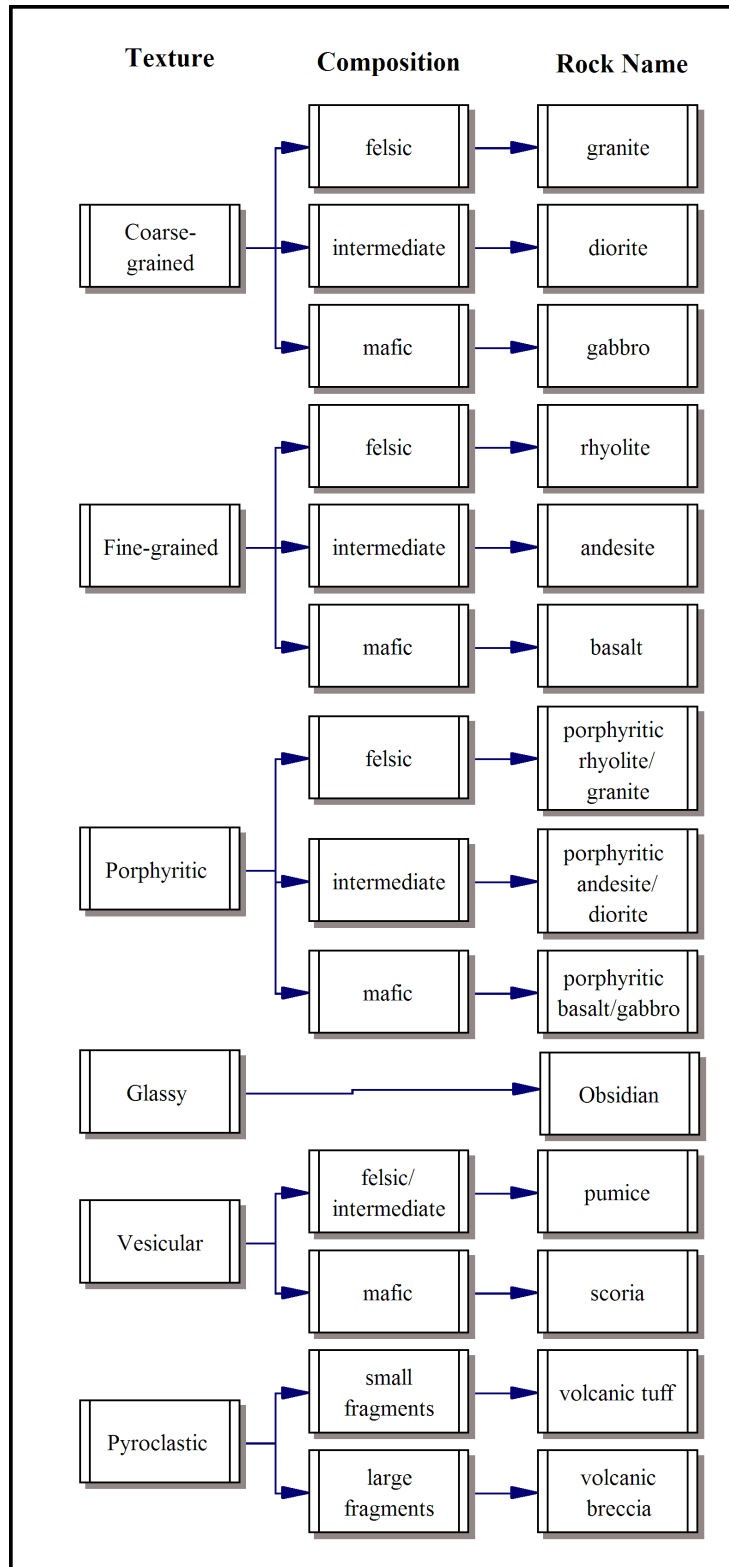 Texture
Composition
Rock Name
Coarse-
grained
felsic
granite
intermediate
diorite
mafic
gabbro
Fine-grained
felsic
rhyolite
intermediate
andesite
mafic
basalt
Porphyritic
felsic
porphyritic
rhyolite/
granite
intermediate
porphyritic
andesite/
diorite
mafic
porphyritic
basalt/gabbro
Glassy
Obsidian
Vesicular
felsic/
intermediate
pumice
mafic
scoria
Pyroclastic
small
fragments
volcanic tuff
large
fragments
volcanic
breccia